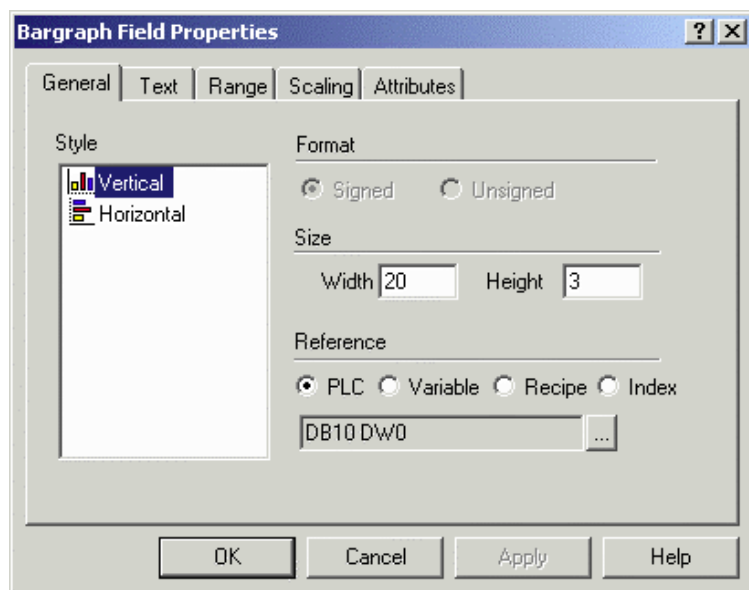 Bargraph Field Properties
General Text Range Scaling Attributes
Style
Vertical
Horizontal
Format
Signed Unsigned
Size
Width 20 Height 3
Reference
PLC Variable Recipe Index
DB10 DW0 ...
OK Cancel Apply Help